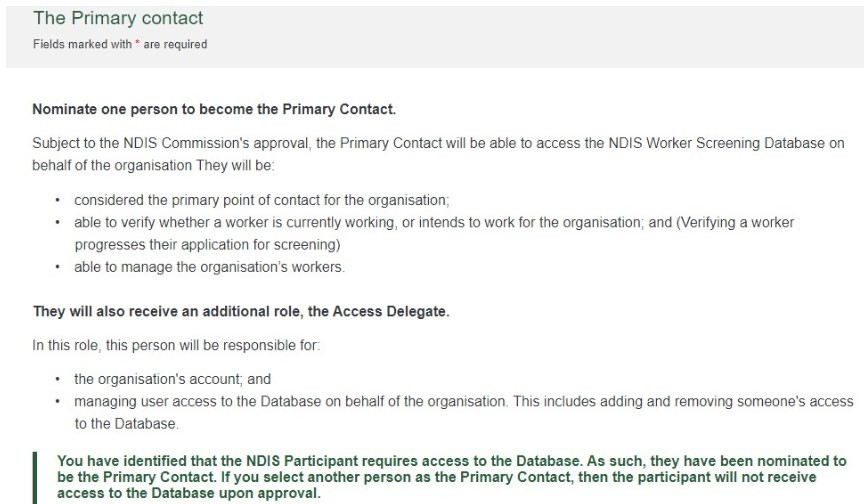 The Primary contact
Fields marked with * are required
Nominate one person to become the Primary Contact.
Subject to the NDIS Commission's approval, the Primary Contact will be able to access the NDIS Worker Screening Database on
behalf of the organisation They will be:
• considered the primary point of contact for the organisation;
• able to verify whether a worker is currently working, or intends to work for the organisation; and (Verifying a worker
progresses their application for screening)
• able to manage the organisation's workers.
They will also receive an additional role, the Access Delegate.
In this role, this person will be responsible for:
• the organisation's account; and
• managing user access to the Database on behalf of the organisation. This includes adding and removing someone's access
to the Database.
You have identified that the NDIS Participant requires access to the Database. As such, they have been nominated to
be the Primary Contact. If you select another person as the Primary Contact, then the participant will not receive
access to the Database upon approval.